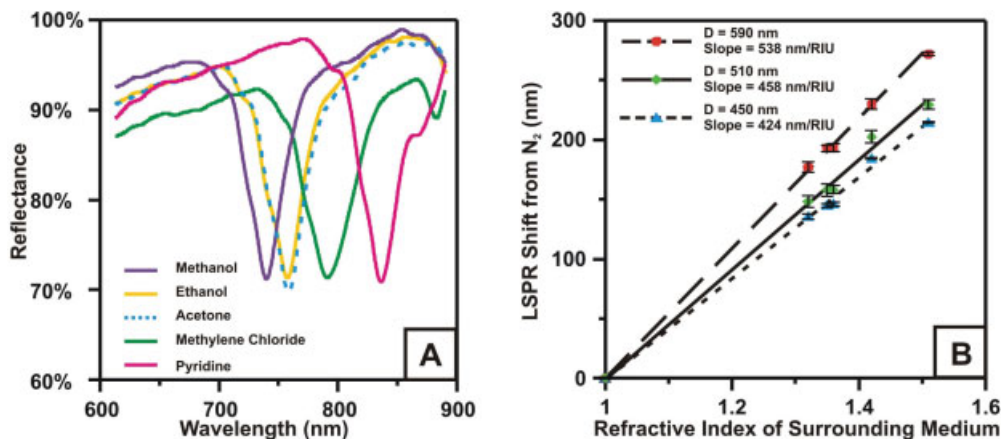 100%
90%
80%
70%
60%
Reflectance
Methanol
Ethanol
Acetone
Methylene Chloride
Pyridine
A
600
700
800
900
Wavelength (nm)
300
200
100
0
LSPR Shift from N₂ (nm)
D = 590 nm
Slope = 538 nm/RIU
D = 510 nm
Slope = 458 nm/RIU
D = 450 nm
Slope = 424 nm/RIU
B
1
1.2
1.4
1.6
Refractive Index of Surrounding Medium